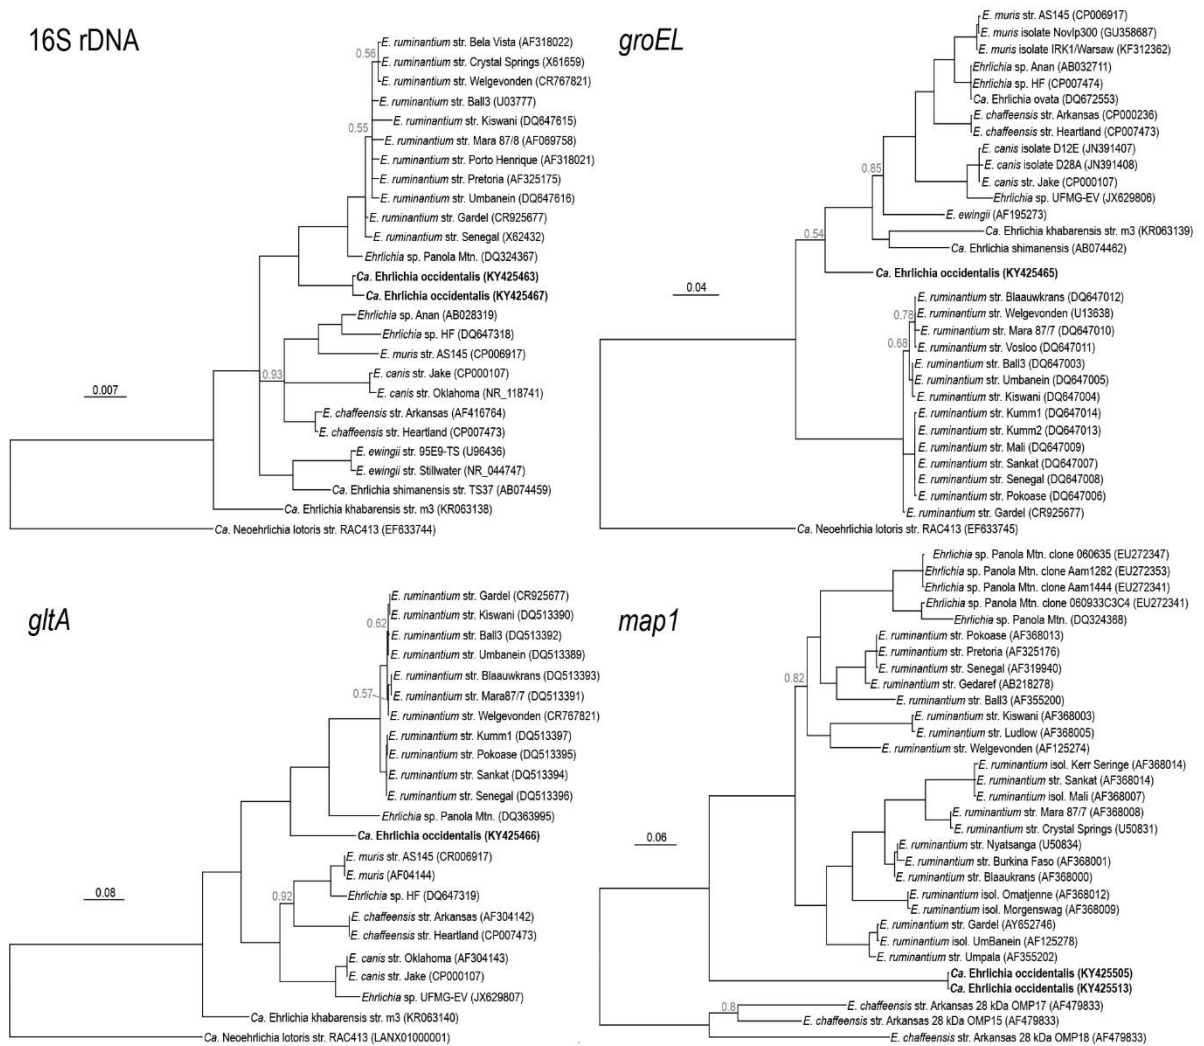 16S rDNA
E. ruminantium str. Bela Vista (AF318022)
0.56
E. ruminantium str. Crystal Springs (X61659)
E. ruminantium str. Welgevonden (CR767821)
E. ruminantium str. Ball3 (U03777)
E. ruminantium str. Kiswani (DQ647615)
0.55
E. ruminantium str. Mara 87/8 (AF069758)
E. ruminantium str. Porto Henrique (AF318021)
E. ruminantium str. Pretoria (AF325175)
E. ruminantium str. Umbanein (DQ647616)
E. ruminantium str. Gardel (CR925677)
E. ruminantium str. Senegal (X62432)
Ehrlichia sp. Panola Mtn. (DQ324367)
Ca. Ehrlichia occidentalis (KY425463)
Ca. Ehrlichia occidentalis (KY425467)
Ehrlichia sp. Anan (AB028319)
Ehrlichia sp. HF (DQ647318)
E. muris str. AS145 (CP006917)
E. canis str. Jake (CP000107)
0.93
0.007
E. canis str. Oklahoma (NR_118741)
E. chaffeensis str. Arkansas (AF416764)
E. chaffeensis str. Heartland (CP007473)
E. ewingii str. 95E9-TS (U96436)
E. ewingii str. Stillwater (NR_044747)
Ca. Ehrlichia shimanensis str. TS37 (AB074459)
Ca. Ehrlichia khabarensis str. m3 (KR063138)
Ca. Neoehrlichia lotoris str. RAC413 (EF633744)
groEL
E. muris str. AS145 (CP006917)
E. muris isolate NovIp300 (GU358687)
E. muris isolate IRK1/Warsaw (KF312362)
Ehrlichia sp. Anan (AB032711)
Ehrlichia sp. HF (CP007474)
Ca. Ehrlichia ovata (DQ672553)
E. chaffeensis str. Arkansas (CP000236)
E. chaffeensis str. Heartland (CP007473)
E. canis isolate D12E (JN391407)
E. canis isolate D28A (JN391408)
0.85
E. canis str. Jake (CP000107)
Ehrlichia sp. UFMG-EV (JX629806)
E. ewingii (AF195273)
Ca. Ehrlichia khabarensis str. m3 (KR063139)
0.54
Ca. Ehrlichia shimanensis (AB074462)
Ca. Ehrlichia occidentalis (KY425465)
0.04
E. ruminantium str. Blaauwkrans (DQ647012)
0.78
E. ruminantium str. Welgevonden (U13638)
E. ruminantium str. Mara 87/7 (DQ647010)
0.68
E. ruminantium str. Vosloo (DQ647011)
E. ruminantium str. Ball3 (DQ647003)
E. ruminantium str. Umbanein (DQ647005)
E. ruminantium str. Kiswani (DQ647004)
E. ruminantium str. Kumm1 (DQ647014)
E. ruminantium str. Kumm2 (DQ647013)
E. ruminantium str. Mali (DQ647009)
E. ruminantium str. Sankat (DQ647007)
E. ruminantium str. Senegal (DQ647008)
E. ruminantium str. Pokoase (DQ647006)
E. ruminantium str. Gardel (CR925677)
Ca. Neoehrlichia lotoris str. RAC413 (EF633745)
gltA
E. ruminantium str. Gardel (CR925677)
E. ruminantium str. Kiswani (DQ513390)
0.62
E. ruminantium str. Ball3 (DQ513392)
E. ruminantium str. Umbanein (DQ513389)
E. ruminantium str. Blaauwkrans (DQ513393)
0.57
E. ruminantium str. Mara87/7 (DQ513391)
E. ruminantium str. Welgevonden (CR767821)
E. ruminantium str. Kumm1 (DQ513397)
E. ruminantium str. Pokoase (DQ513395)
E. ruminantium str. Sankat (DQ513394)
E. ruminantium str. Senegal (DQ513396)
Ehrlichia sp. Panola Mtn. (DQ363995)
Ca. Ehrlichia occidentalis (KY425466)
E. muris str. AS145 (CR006917)
E. muris (AF04144)
0.08
0.92
Ehrlichia sp. HF (DQ647319)
E. chaffeensis str. Arkansas (AF304142)
E. chaffeensis str. Heartland (CP007473)
E. canis str. Oklahoma (AF304143)
E. canis str. Jake (CP000107)
Ehrlichia sp. UFMG-EV (JX629807)
Ca. Ehrlichia khabarensis str. m3 (KR063140)
Ca. Neoehrlichia lotoris str. RAC413 (LANX01000001)
map1
Ehrlichia sp. Panola Mtn. clone 060635 (EU272347)
Ehrlichia sp. Panola Mtn. clone Aam1282 (EU272353)
Ehrlichia sp. Panola Mtn. clone Aam1444 (EU272341)
Ehrlichia sp. Panola Mtn. clone 060933C3C4 (EU272341)
Ehrlichia sp. Panola Mtn. (DQ324368)
E. ruminantium str. Pokoase (AF368013)
E. ruminantium str. Pretoria (AF325176)
E. ruminantium str. Senegal (AF319940)
0.82
E. ruminantium str. Gedaref (AB218278)
E. ruminantium str. Ball3 (AF355200)
E. ruminantium str. Kiswani (AF368003)
E. ruminantium str. Ludlow (AF368005)
E. ruminantium str. Welgevonden (AF125274)
E. ruminantium isol. Kerr Seringe (AF368014)
E. ruminantium str. Sankat (AF368014)
E. ruminantium isol. Mali (AF368007)
E. ruminantium str. Mara 87/7 (AF368008)
E. ruminantium str. Crystal Springs (U50831)
0.06
E. ruminantium str. Nyatsanga (U50834)
E. ruminantium str. Burkina Faso (AF368001)
E. ruminantium str. Blaaukrans (AF368000)
E. ruminantium isol. Omatjenne (AF368012)
E. ruminantium isol. Morgenswag (AF368009)
E. ruminantium str. Gardel (AY652746)
E. ruminantium isol. UmBanein (AF125278)
E. ruminantium str. Umpala (AF355202)
Ca. Ehrlichia occidentalis (KY425505)
Ca. Ehrlichia occidentalis (KY425513)
0.8
E. chaffeensis str. Arkansas 28 kDa OMP17 (AF479833)
E. chaffeensis str. Arkansas 28 kDa OMP15 (AF479833)
E. chaffeensis str. Arkansas 28 kDa OMP18 (AF479833)